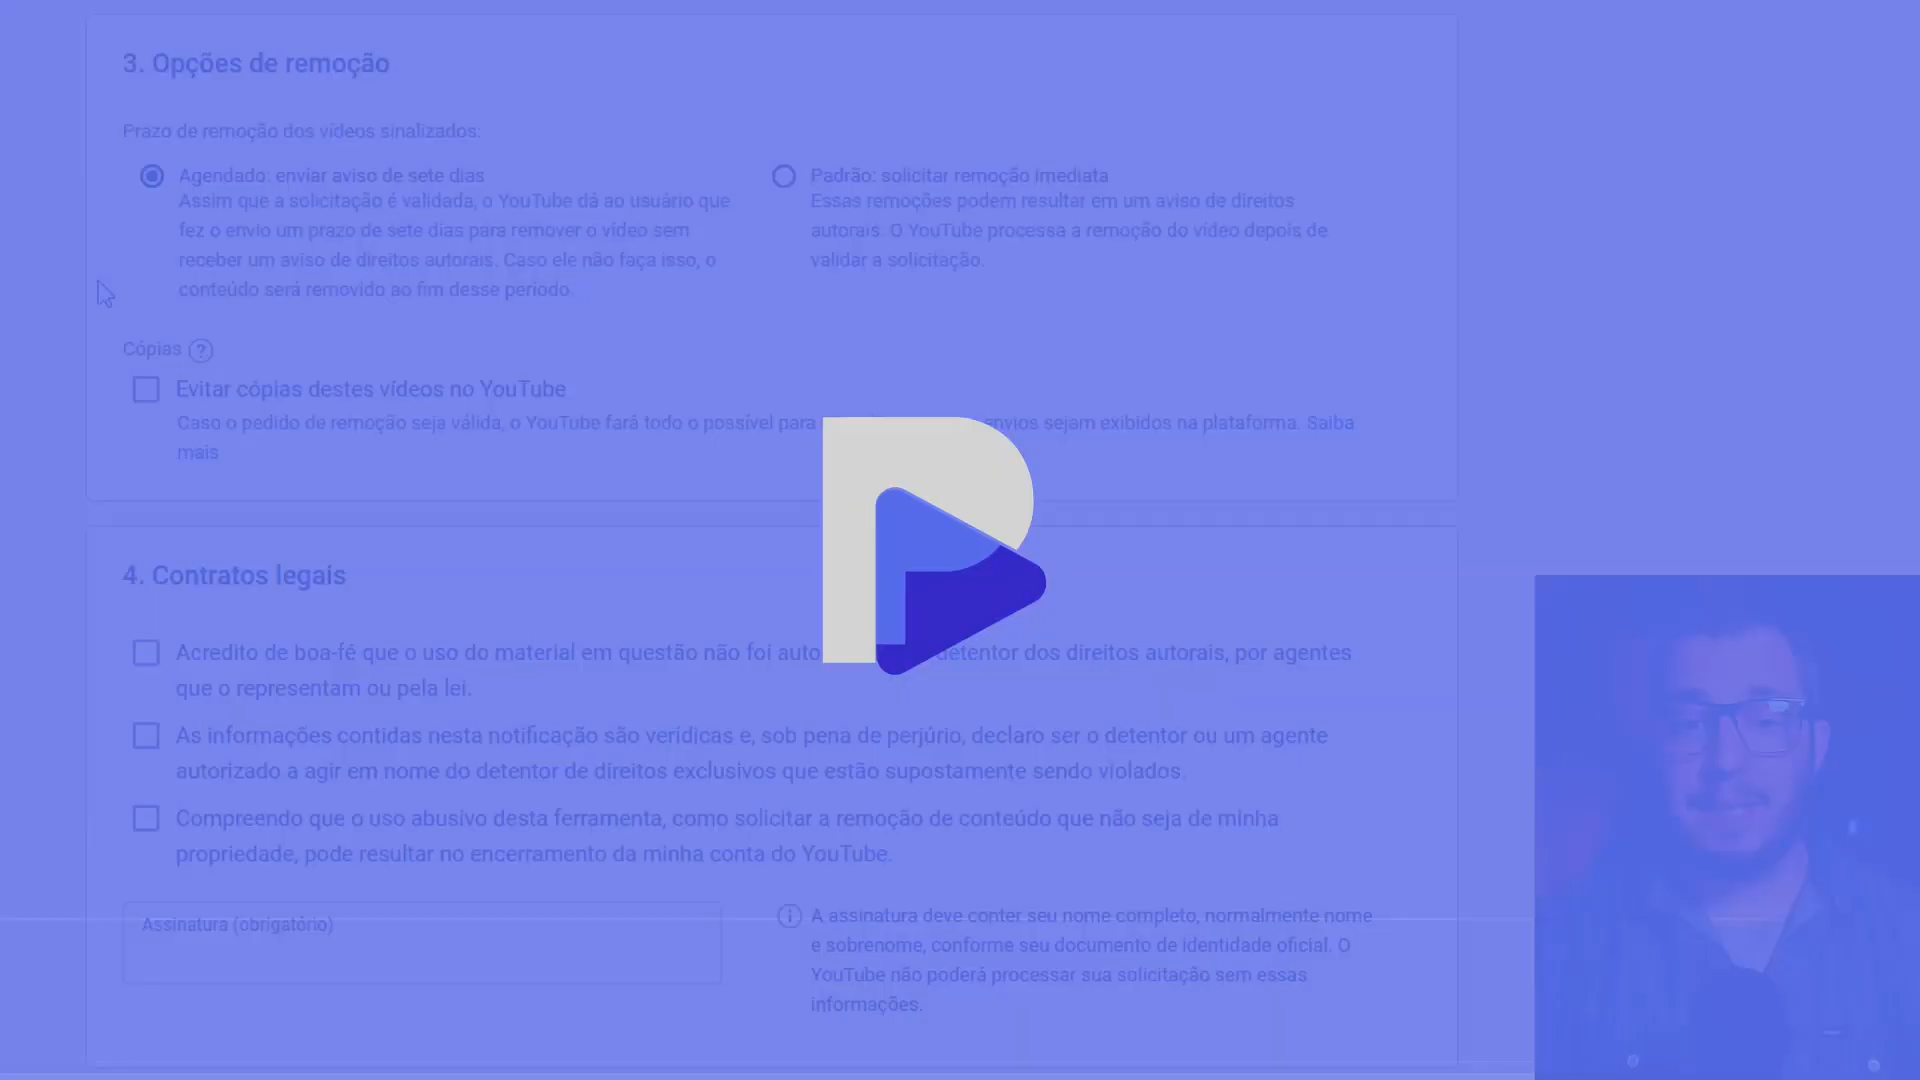 3. Opções de remoção
Prazo de remoção dos vídeos sinalizados:
Agendado: enviar aviso de sete dias
Assim que a solicitação é validada, o YouTube dá ao usuário que
fez o envio um prazo de sete dias para remover o vídeo sem
receber um aviso de direitos autorais. Caso ele não faça isso, o
conteúdo será removido ao fim desse período.
Padrão: solicitar remoção imediata
Essas remoções podem resultar em um aviso de direitos
autorais. O YouTube processa a remoção do vídeo depois de
validar a solicitação.
Cópias ?
Evitar cópias destes vídeos no YouTube
Caso o pedido de remoção seja válida, o YouTube fará todo o possível para envios sejam exibidos na plataforma. Saiba
mais
4. Contratos legais
Acredito de boa-fé que o uso do material em questão não foi auto detentor dos direitos autorais, por agentes
que o representam ou pela lei.
As informações contidas nesta notificação são verídicas e, sob pena de perjúrio, declaro ser o detentor ou um agente
autorizado a agir em nome do detentor de direitos exclusivos que estão supostamente sendo violados.
Compreendo que o uso abusivo desta ferramenta, como solicitar a remoção de conteúdo que não seja de minha
propriedade, pode resultar no encerramento da minha conta do YouTube.
Assinatura (obrigatório)
A assinatura deve conter seu nome completo, normalmente nome
e sobrenome, conforme seu documento de identidade oficial. O
YouTube não poderá processar sua solicitação sem essas
informações.